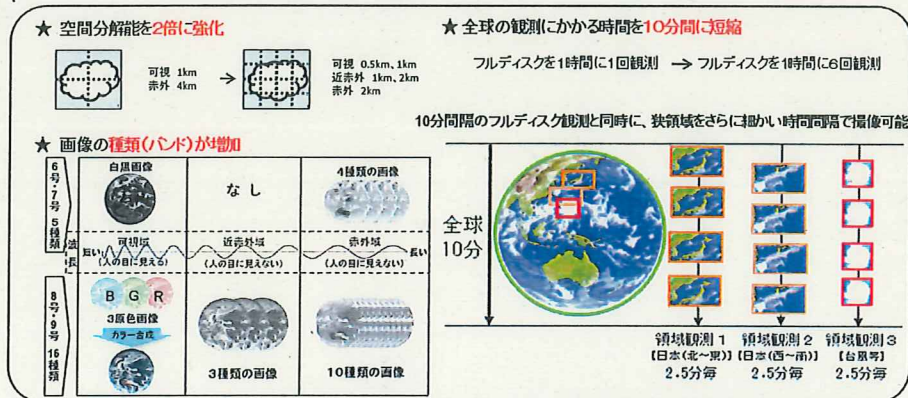 ★ 空間分解能を2倍に強化
可視 1km
赤外 4km
→
可視 0.5km、1km
近赤外 1km、2km
赤外 2km
★ 全球の観測にかかる時間を10分間に短縮
フルディスクを1時間に1回観測 → フルディスクを1時間に6回観測
10分間隔のフルディスク観測と同時に、狭領域をさらに細かい時間間隔で撮像可能
★ 画像の種類(バンド)が増加
6号・7号 5種類
白黒画像
なし
4種類の画像
波長
可視域
(人の目に見える)
近赤外域
(人の目に見えない)
赤外域
(人の目に見えない)
長い
8号・9号 16種類
B G R
3原色画像
カラー合成
3種類の画像
10種類の画像
全球
10分
領域観測1
【日本(北~東)】
2.5分毎
領域観測2
【日本(西~南)】
2.5分毎
領域観測3
【台風等】
2.5分毎